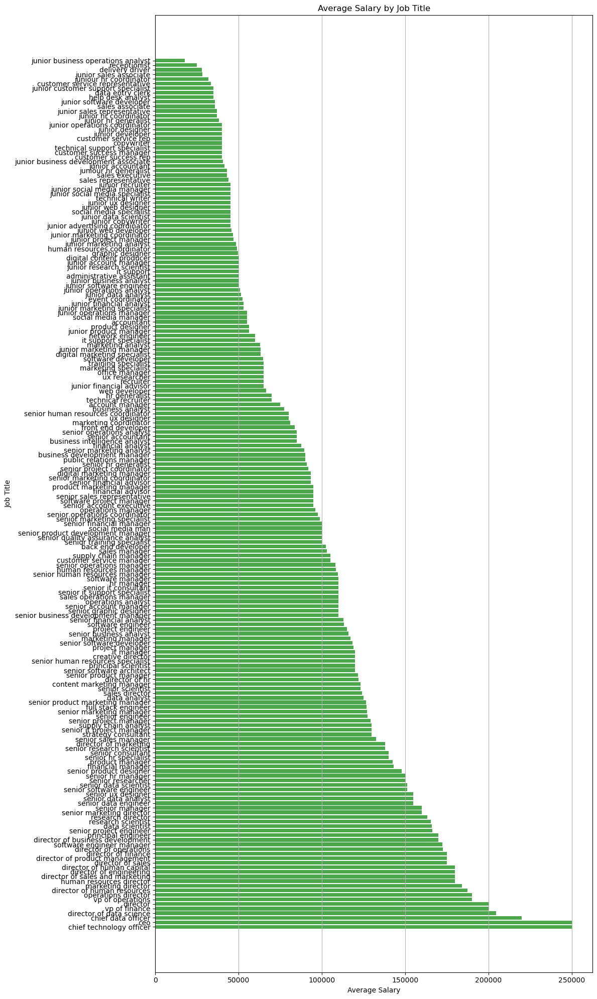 Average Salary by Job Title
junior business operations analyst
receptionist
delivery driver
junior sales associate
juniour hr coordinator
customer service representative
junior customer support specialist
data entry clerk
help desk analyst
junior software developer
sales associate
junior sales representative
junior hr coordinator
junior hr generalist
junior operations coordinator
junior designer
junior developer
customer service rep
copywriter
technical support specialist
customer success manager
customer success rep
junior business development associate
junior accountant
juniour hr generalist
sales executive
sales representative
junior recruiter
junior social media manager
junior social media specialist
technical writer
junior ux designer
junior web designer
social media specialist
junior data scientist
junior copywriter
junior advertising coordinator
junior web developer
junior marketing coordinator
junior project manager
junior marketing analyst
human resources coordinator
graphic designer
digital content producer
junior account manager
junior research scientist
it support
administrative assistant
junior business analyst
junior software engineer
junior operations analyst
junior data analyst
event coordinator
junior financial analyst
junior marketing specialist
junior operations manager
social media manager
accountant
product designer
junior product manager
network engineer
it support specialist
marketing analyst
junior marketing manager
digital marketing specialist
software developer
training specialist
marketing specialist
office manager
ux researcher
recruiter
junior financial advisor
web developer
hr generalist
technical recruiter
account manager
business analyst
senior human resources coordinator
ux designer
marketing coordinator
front end developer
senior operations analyst
senior accountant
business intelligence analyst
financial analyst
senior marketing analyst
business development manager
public relations manager
senior hr generalist
senior project coordinator
digital marketing manager
senior marketing coordinator
senior financial advisor
product marketing manager
financial advisor
senior sales representative
software project manager
senior account executive
operations manager
senior operations coordinator
senior marketing specialist
senior financial manager
social media man
senior product development manager
senior quality assurance analyst
senior training specialist
back end developer
sales manager
supply chain manager
customer service manager
senior operations manager
human resources manager
senior human resources manager
software manager
hr manager
senior it consultant
senior it support specialist
sales operations manager
operations analyst
senior account manager
senior graphic designer
senior business development manager
senior financial analyst
software engineer
project engineer
senior business analyst
marketing manager
senior software developer
project manager
it manager
creative director
senior human resources specialist
principal scientist
senior software architect
senior product manager
director of hr
content marketing manager
senior scientist
sales director
data analyst
senior product marketing manager
full stack engineer
senior marketing manager
senior engineer
senior project manager
supply chain analyst
senior it project manager
strategy consultant
senior sales manager
director of marketing
senior research scientist
senior consultant
senior hr specialist
product manager
financial manager
senior product designer
senior hr manager
senior researcher
senior data scientist
senior software engineer
senior ux designer
senior data analyst
senior data engineer
senior manager
senior marketing director
research director
research scientist
data scientist
senior project engineer
principal engineer
director of business development
software engineer manager
director of operations
director of finance
director of product management
director of sales
director of human capital
director of engineering
director of sales and marketing
human resources director
marketing director
director of human resources
operations director
vp of operations
director
vp of finance
director of data science
chief data officer
ceo
chief technology officer
Job Title
0 50000 100000 150000 200000 250000
Average Salary